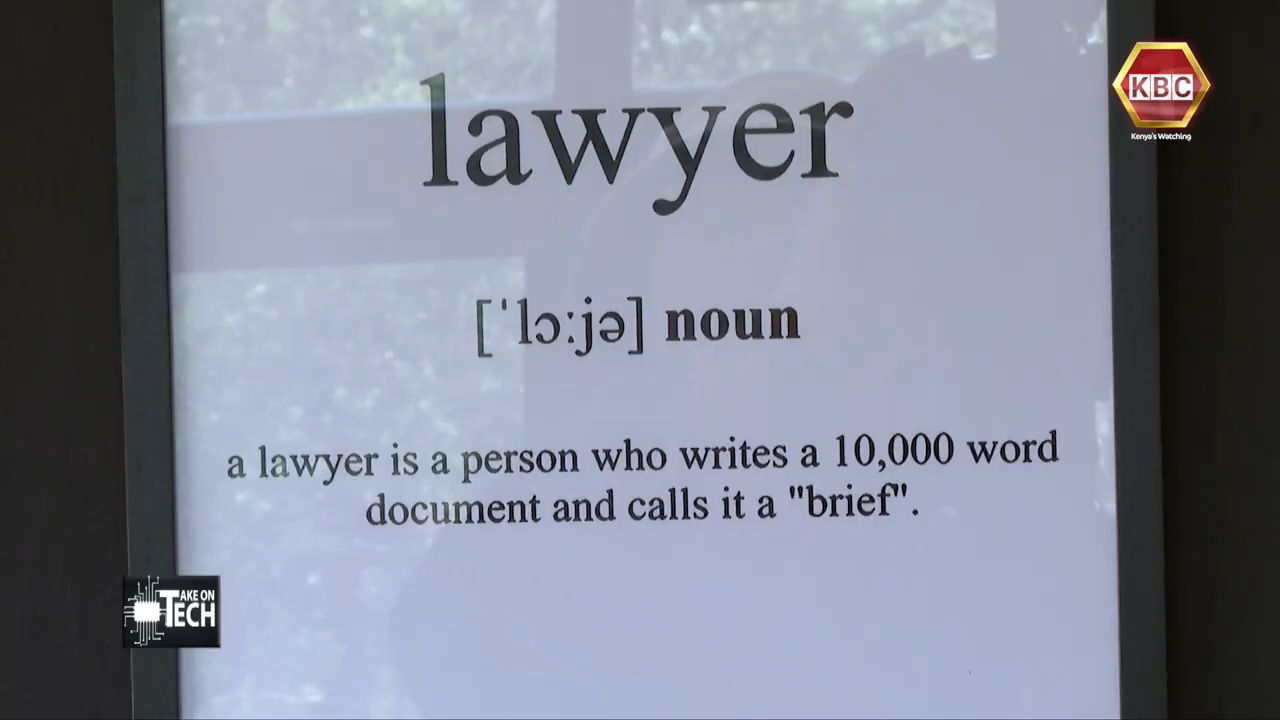 KBC
Kenya's Watching
lawyer
[ˈlɔːjə] noun
a lawyer is a person who writes a 10,000 word
document and calls it a "brief".
TAKE ON
TECH